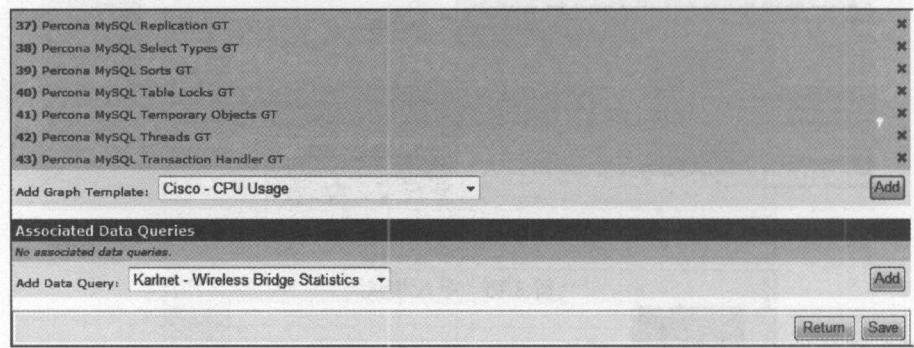 37) Percona MySQL Replication GT
38) Percona MySQL Select Types GT
39) Percona MySQL Sorts GT
40) Percona MySQL Table Locks GT
41) Percona MySQL Temporary Objects GT
42) Percona MySQL Threads GT
43) Percona MySQL Transaction Handler GT
Add Graph Template: Cisco - CPU Usage Add
Associated Data Queries
No associated data queries.
Add Data Query: Karlnet - Wireless Bridge Statistics Add
Return Save